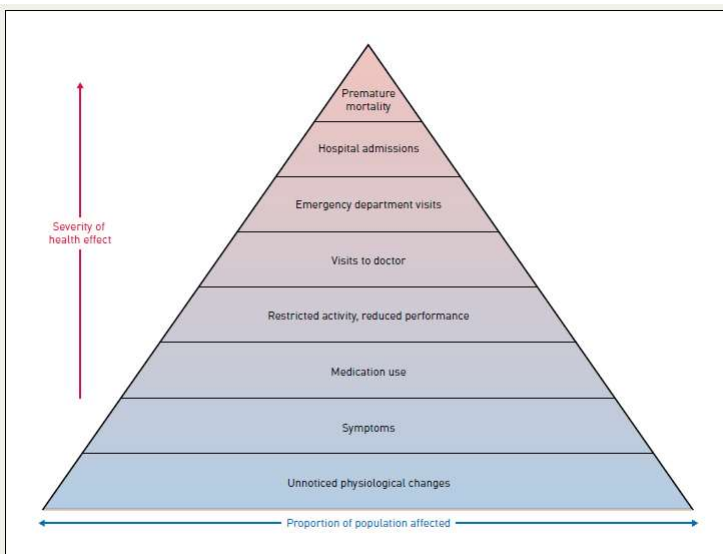 Premature
mortality
Hospital admissions
Emergency department visits
Severity of
health effect
Visits to doctor
Restricted activity, reduced performance
Medication use
Symptoms
Unnoticed physiological changes
Proportion of population affected